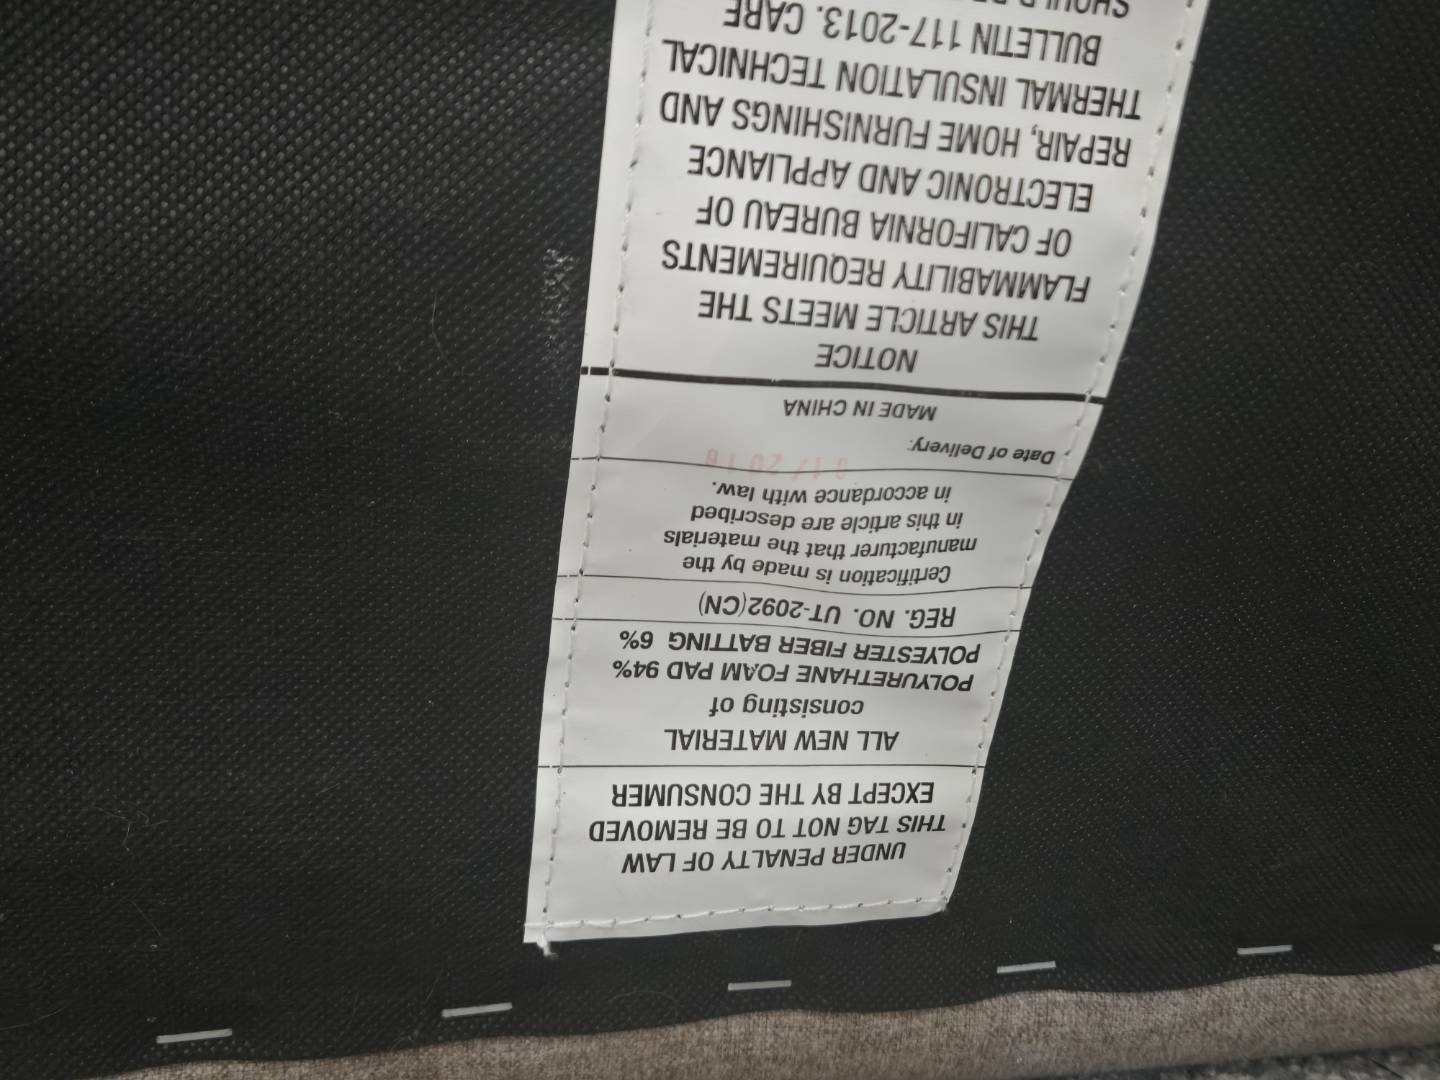 UNDER PENALTY OF LAW
THIS TAG NOT TO BE REMOVED
EXCEPT BY THE CONSUMER
ALL NEW MATERIAL
consisting of
POLYURETHANE FOAM PAD 94%
POLYESTER FIBER BATTING 6%
REG. NO. UT-2092(CN)
Certification is made by the
manufacturer that the materials
in this article are described
in accordance with law.
Date of Delivery:
MADE IN CHINA
NOTICE
THIS ARTICLE MEETS THE
FLAMMABILITY REQUIREMENTS
OF CALIFORNIA BUREAU OF
ELECTRONIC AND APPLIANCE
REPAIR, HOME FURNISHINGS AND
THERMAL INSULATION TECHNICAL
BULLETIN 117-2013. CARE
SHOULD